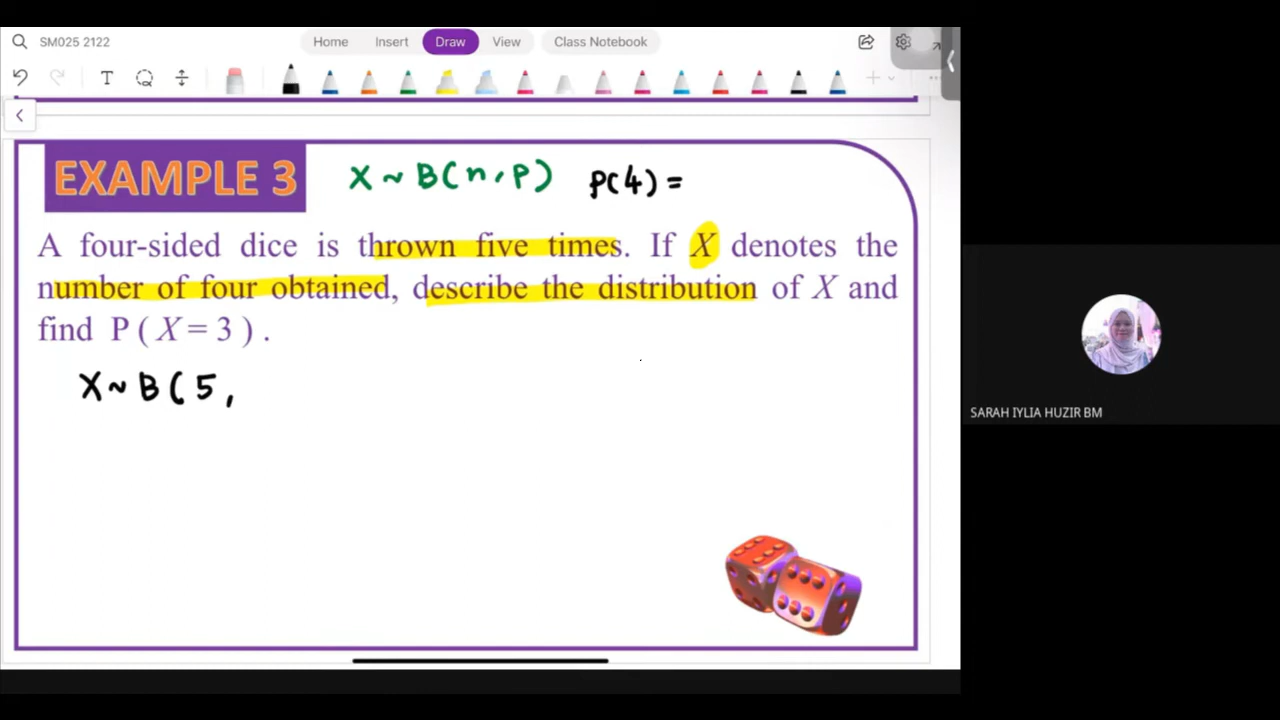 SM025 2122
Home Insert Draw View Class Notebook
T
EXAMPLE 3 X ~ B(n, p) P(4) =
A four-sided dice is thrown five times. If X denotes the
number of four obtained, describe the distribution of X and
find P ( X = 3 ) .
X ~ B ( 5 ,
SARAH IYLIA HUZIR BM